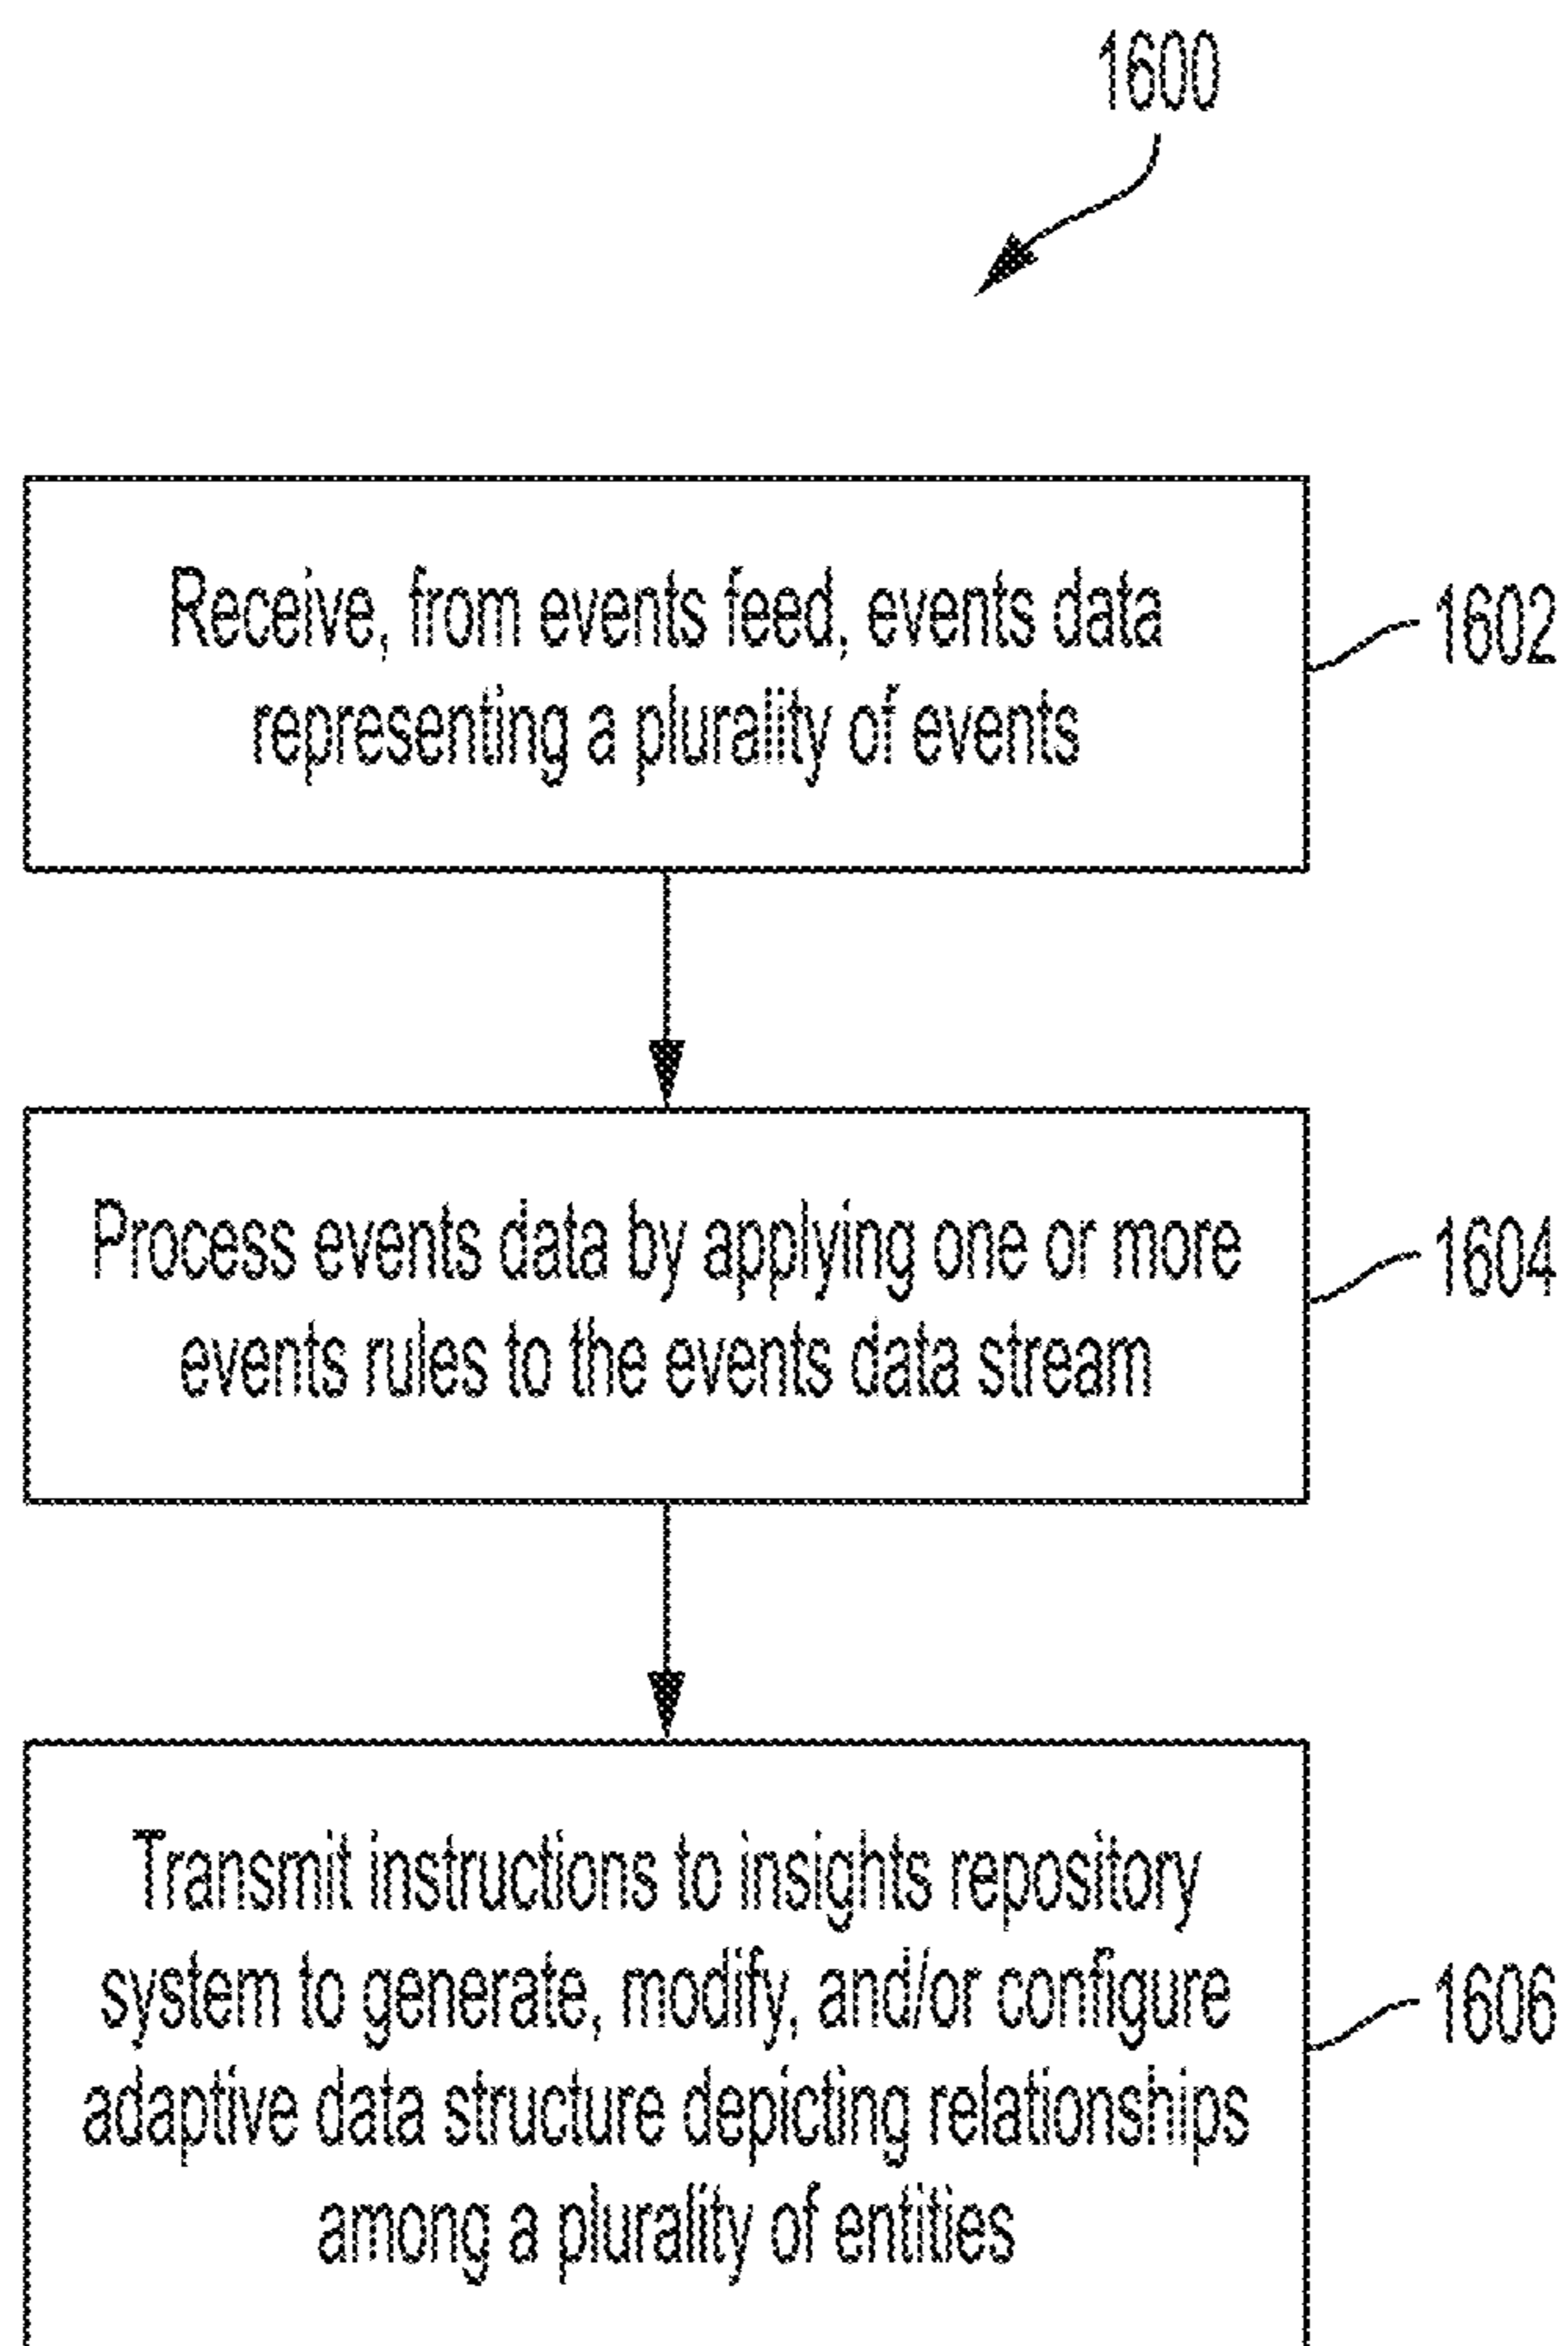 1600
Receive, from events feed, events data
representing a plurality of events
1602
Process events data by applying one or more
events rules to the events data stream
1604
Transmit instructions to insights repository
system to generate, modify, and/or configure
adaptive data structure depicting relationships
among a plurality of entities
1606